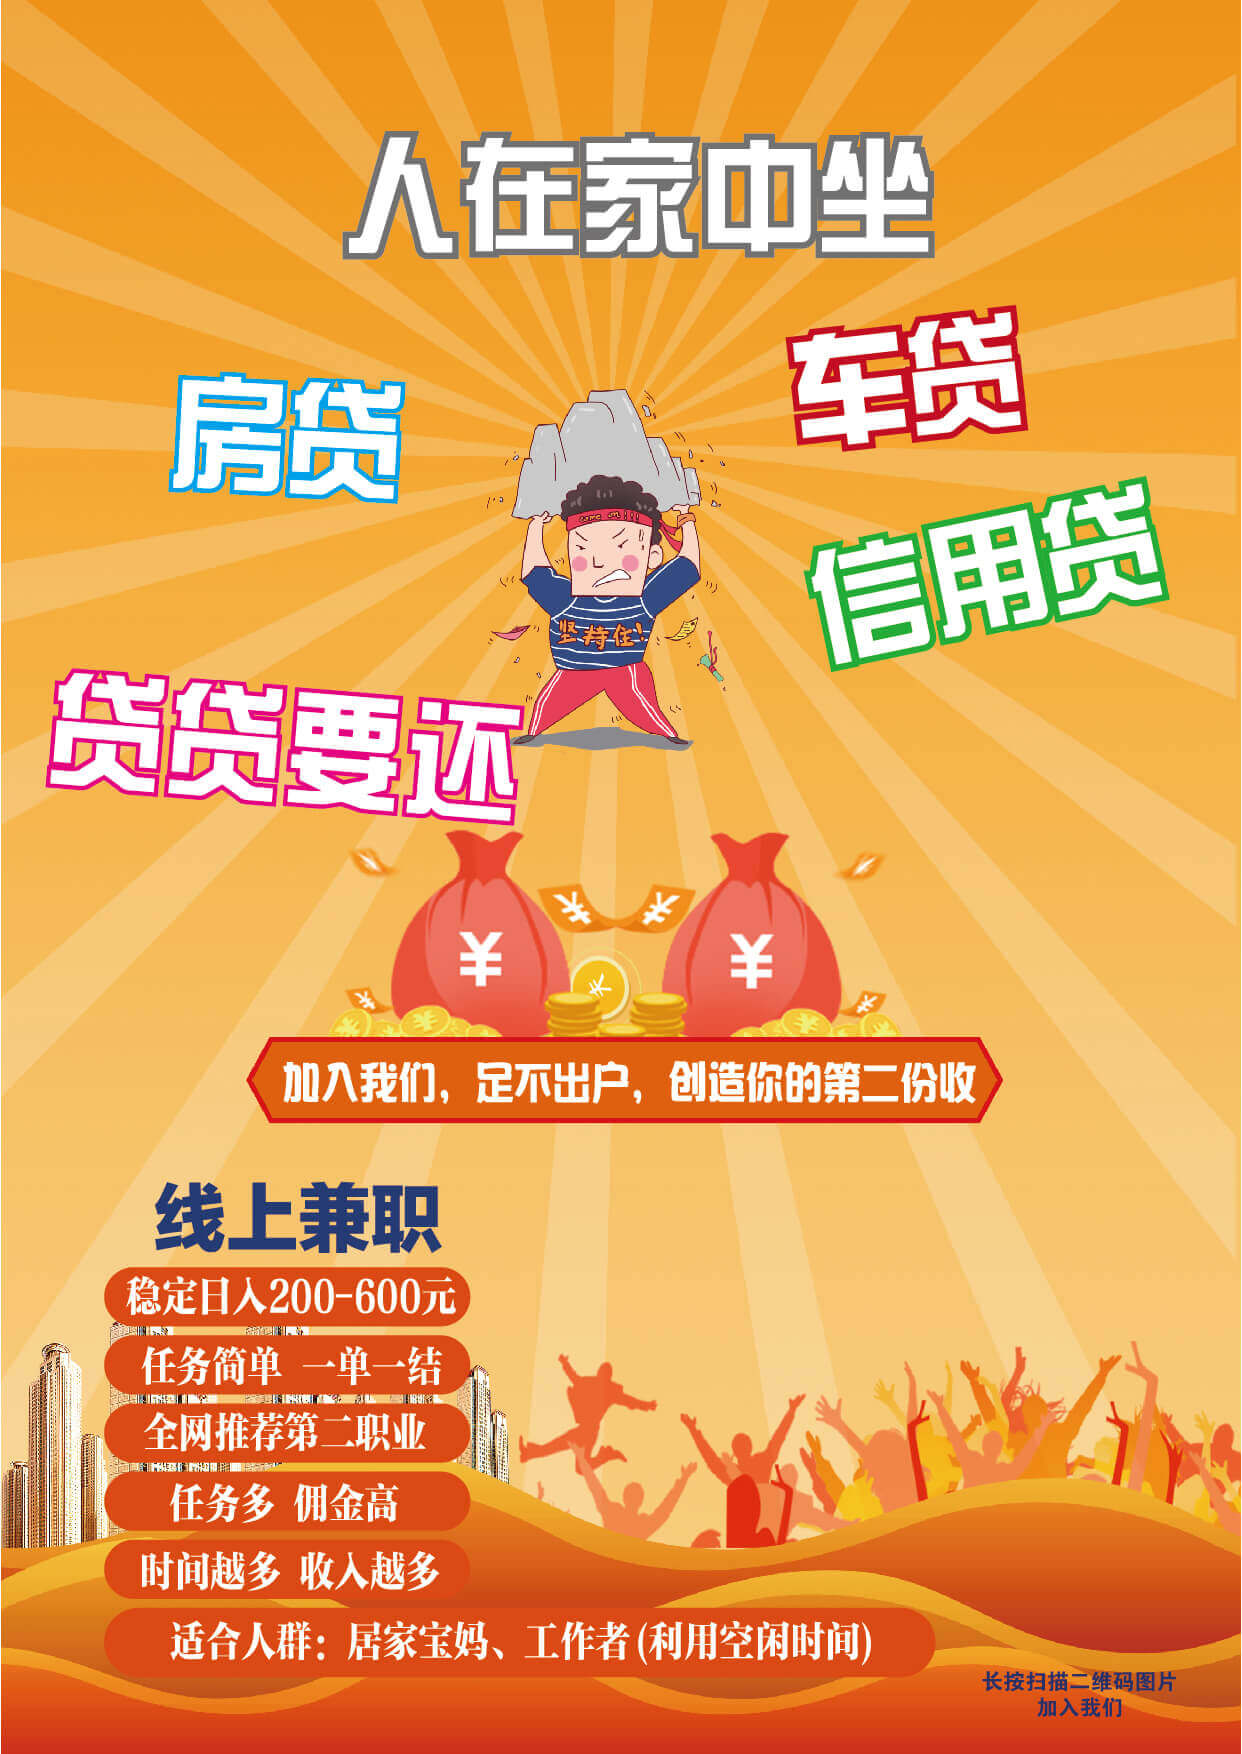 人在家中坐
车贷
房贷
信用贷
come on!!!
坚持住!
贷贷要还
¥ ¥
加入我们，足不出户，创造你的第二份收
线上兼职
稳定日入200-600元
任务简单 一单一结
全网推荐第二职业
任务多 佣金高
时间越多 收入越多
适合人群：居家宝妈、工作者(利用空闲时间)
长按扫描二维码图片
加入我们